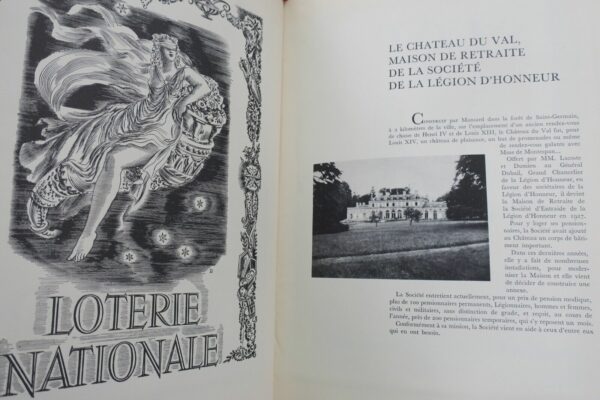 LOTERIE
NATIONALE
LE CHATEAU DU VAL,
MAISON DE RETRAITE
DE LA SOCIÉTÉ
DE LA LÉGION D'HONNEUR
CONSTRUIT par Mansard dans la forêt de Saint-Germain,
à 2 kilomètres de la ville, sur l'emplacement d'un ancien rendez-vous
de chasse de Henri IV et de Louis XIII, le Château du Val fut, pour
Louis XIV, un château de plaisance, un but de promenades ou même
de rendez-vous galants avec
Mme de Montespan...
Offert par MM. Lacoste
et Demien au Général
Dubail, Grand Chancelier
de la Légion d'Honneur, en
faveur des sociétaires de la
Légion d'Honneur, il devint
la Maison de Retraite de
la Société d'Entraide de la
Légion d'Honneur en 1927.
Pour y loger ses pension-
naires, la Société avait ajouté
au Château un corps de bâti-
ment important.
Dans ces dernières années,
elle y a fait de nombreuses
installations, pour moder-
niser la Maison et elle vient
de décider de construire une
annexe.
La Société entretient actuellement, pour un prix de pension modique,
plus de 100 pensionnaires permanents, Légionnaires, hommes et femmes,
civils et militaires, sans distinction de grade, et reçoit, au cours de
l'année, près de 200 pensionnaires temporaires, qui s'y reposent un mois.
Conformément à sa mission, la Société vient en aide à ceux d'entre eux
qui en ont besoin.